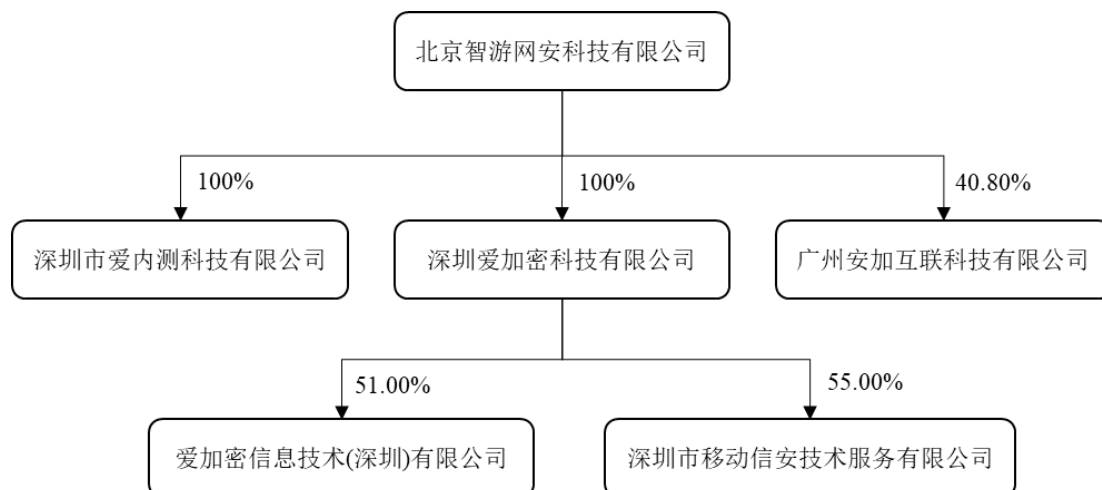 北京智游网安科技有限公司
100%
100%
40.80%
深圳市爱内测科技有限公司
深圳爱加密科技有限公司
广州安加互联科技有限公司
51.00%
55.00%
爱加密信息技术(深圳)有限公司
深圳市移动信安技术服务有限公司